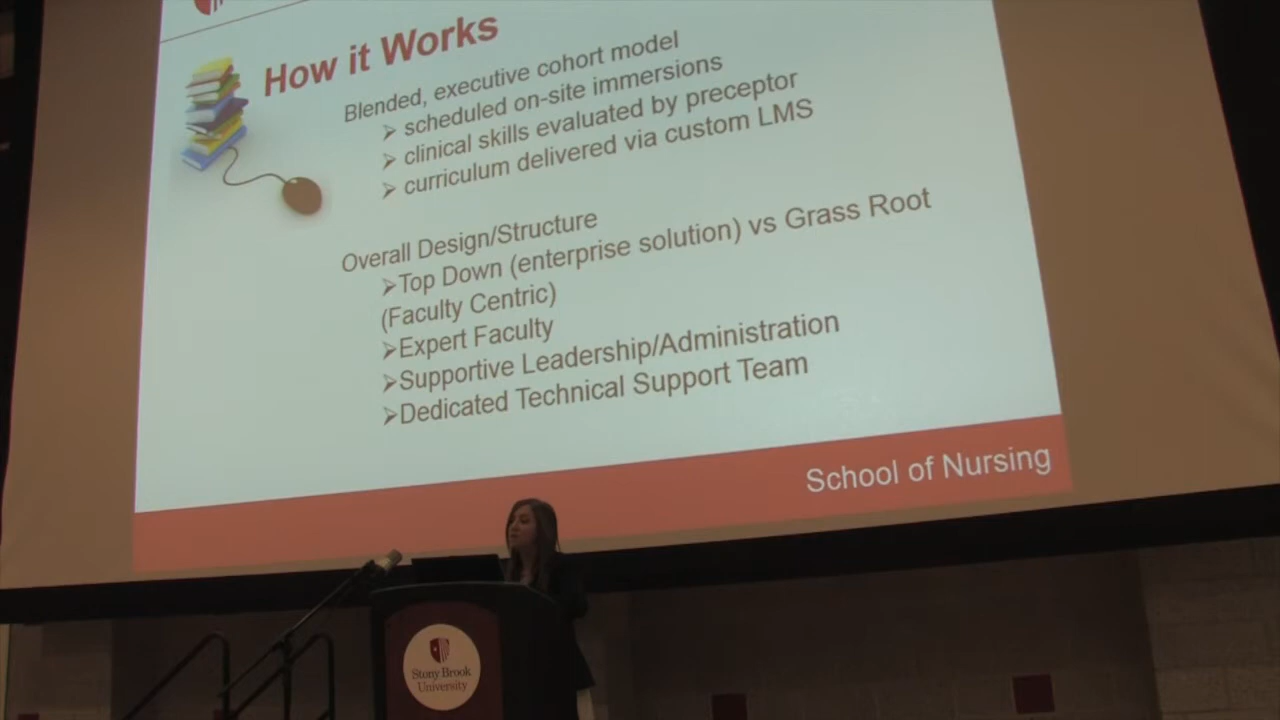 How it Works
Blended, executive cohort model
➢ scheduled on-site immersions
➢ clinical skills evaluated by preceptor
➢ curriculum delivered via custom LMS
Overall Design/Structure
➢Top Down (enterprise solution) vs Grass Root
(Faculty Centric)
➢Expert Faculty
➢Supportive Leadership/Administration
➢Dedicated Technical Support Team
School of Nursing
Stony Brook
University